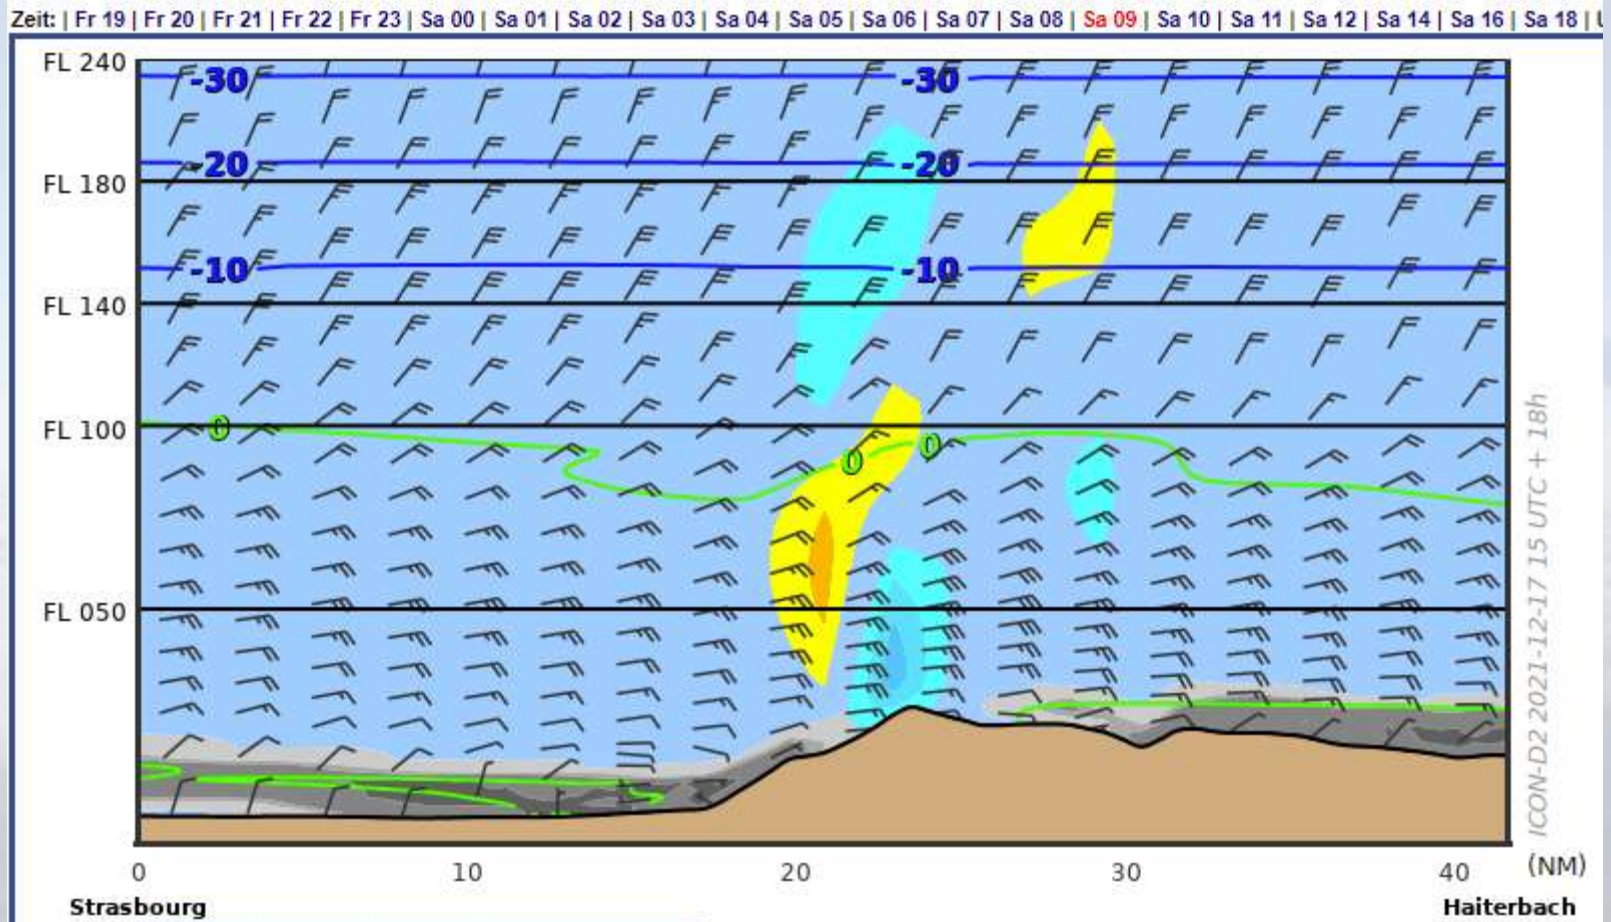 Zeit: | Fr 19 | Fr 20 | Fr 21 | Fr 22 | Fr 23 | Sa 00 | Sa 01 | Sa 02 | Sa 03 | Sa 04 | Sa 05 | Sa 06 | Sa 07 | Sa 08 | Sa 09 | Sa 10 | Sa 11 | Sa 12 | Sa 14 | Sa 16 | Sa 18 |
FL 240
-30 -30
-20 -20
FL 180
-10 -10
FL 140
FL 100
0 0 0
FL 050
ICON-D2 2021-12-17 15 UTC + 18h
0 10 20 30 40 (NM)
Strasbourg Haiterbach